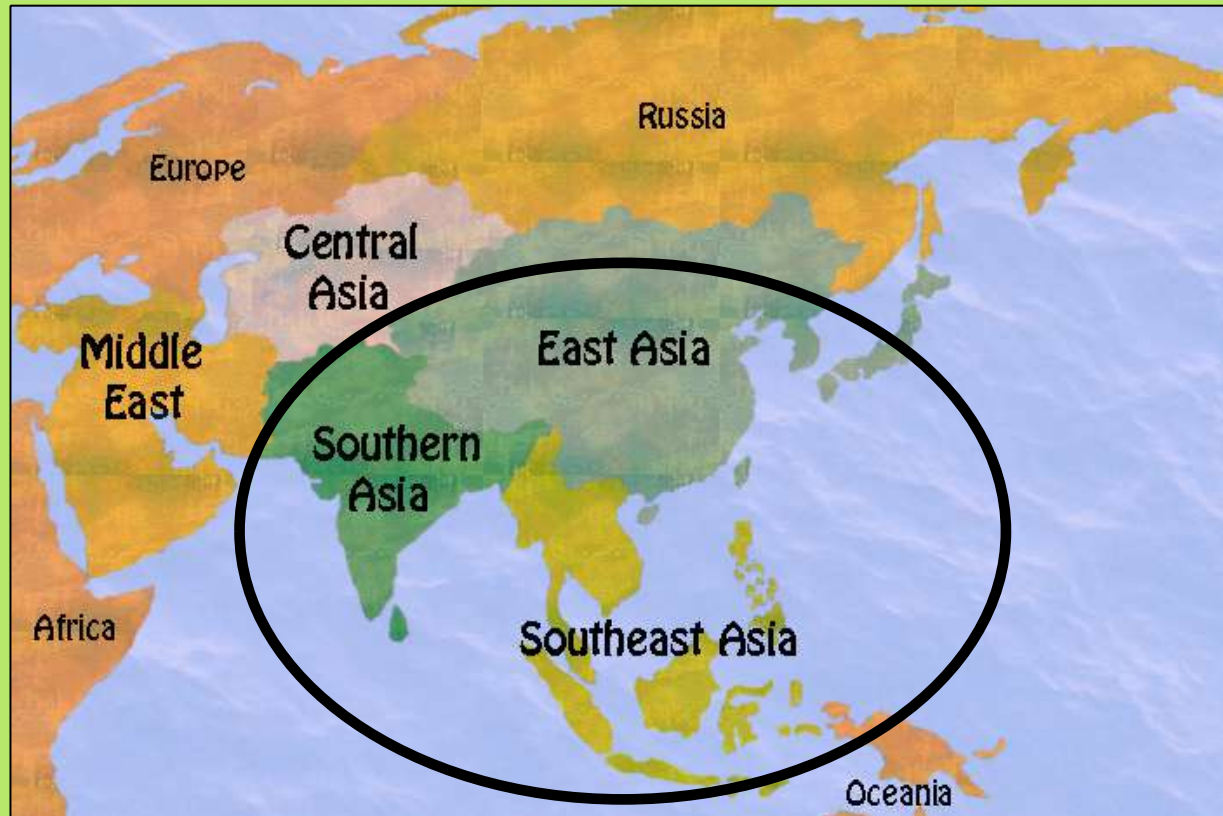 Russia
Europe
Central
Asia
East Asia
Middle
East
Southern
Asia
Africa
Southeast Asia
Oceania